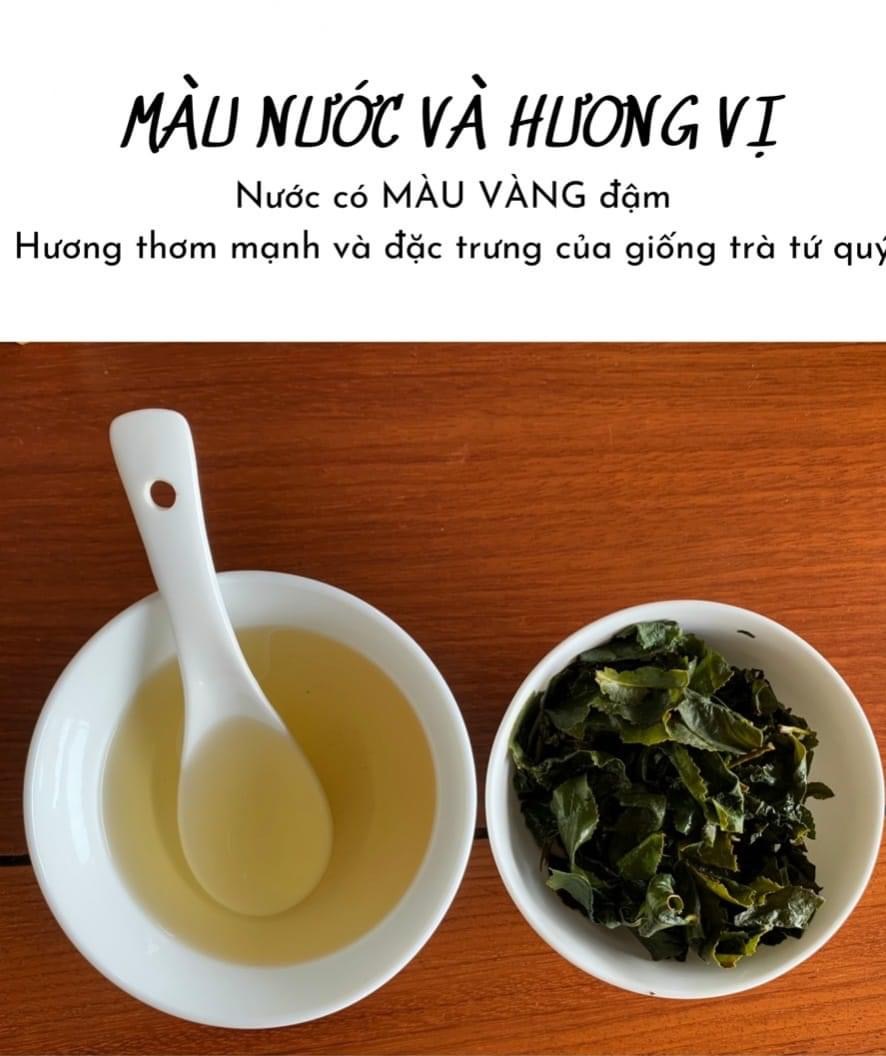 MÀU NƯỚC VÀ HƯƠNG VỊ
Nước có MÀU VÀNG đậm
Hương thơm mạnh và đặc trưng của giống trà tứ quý